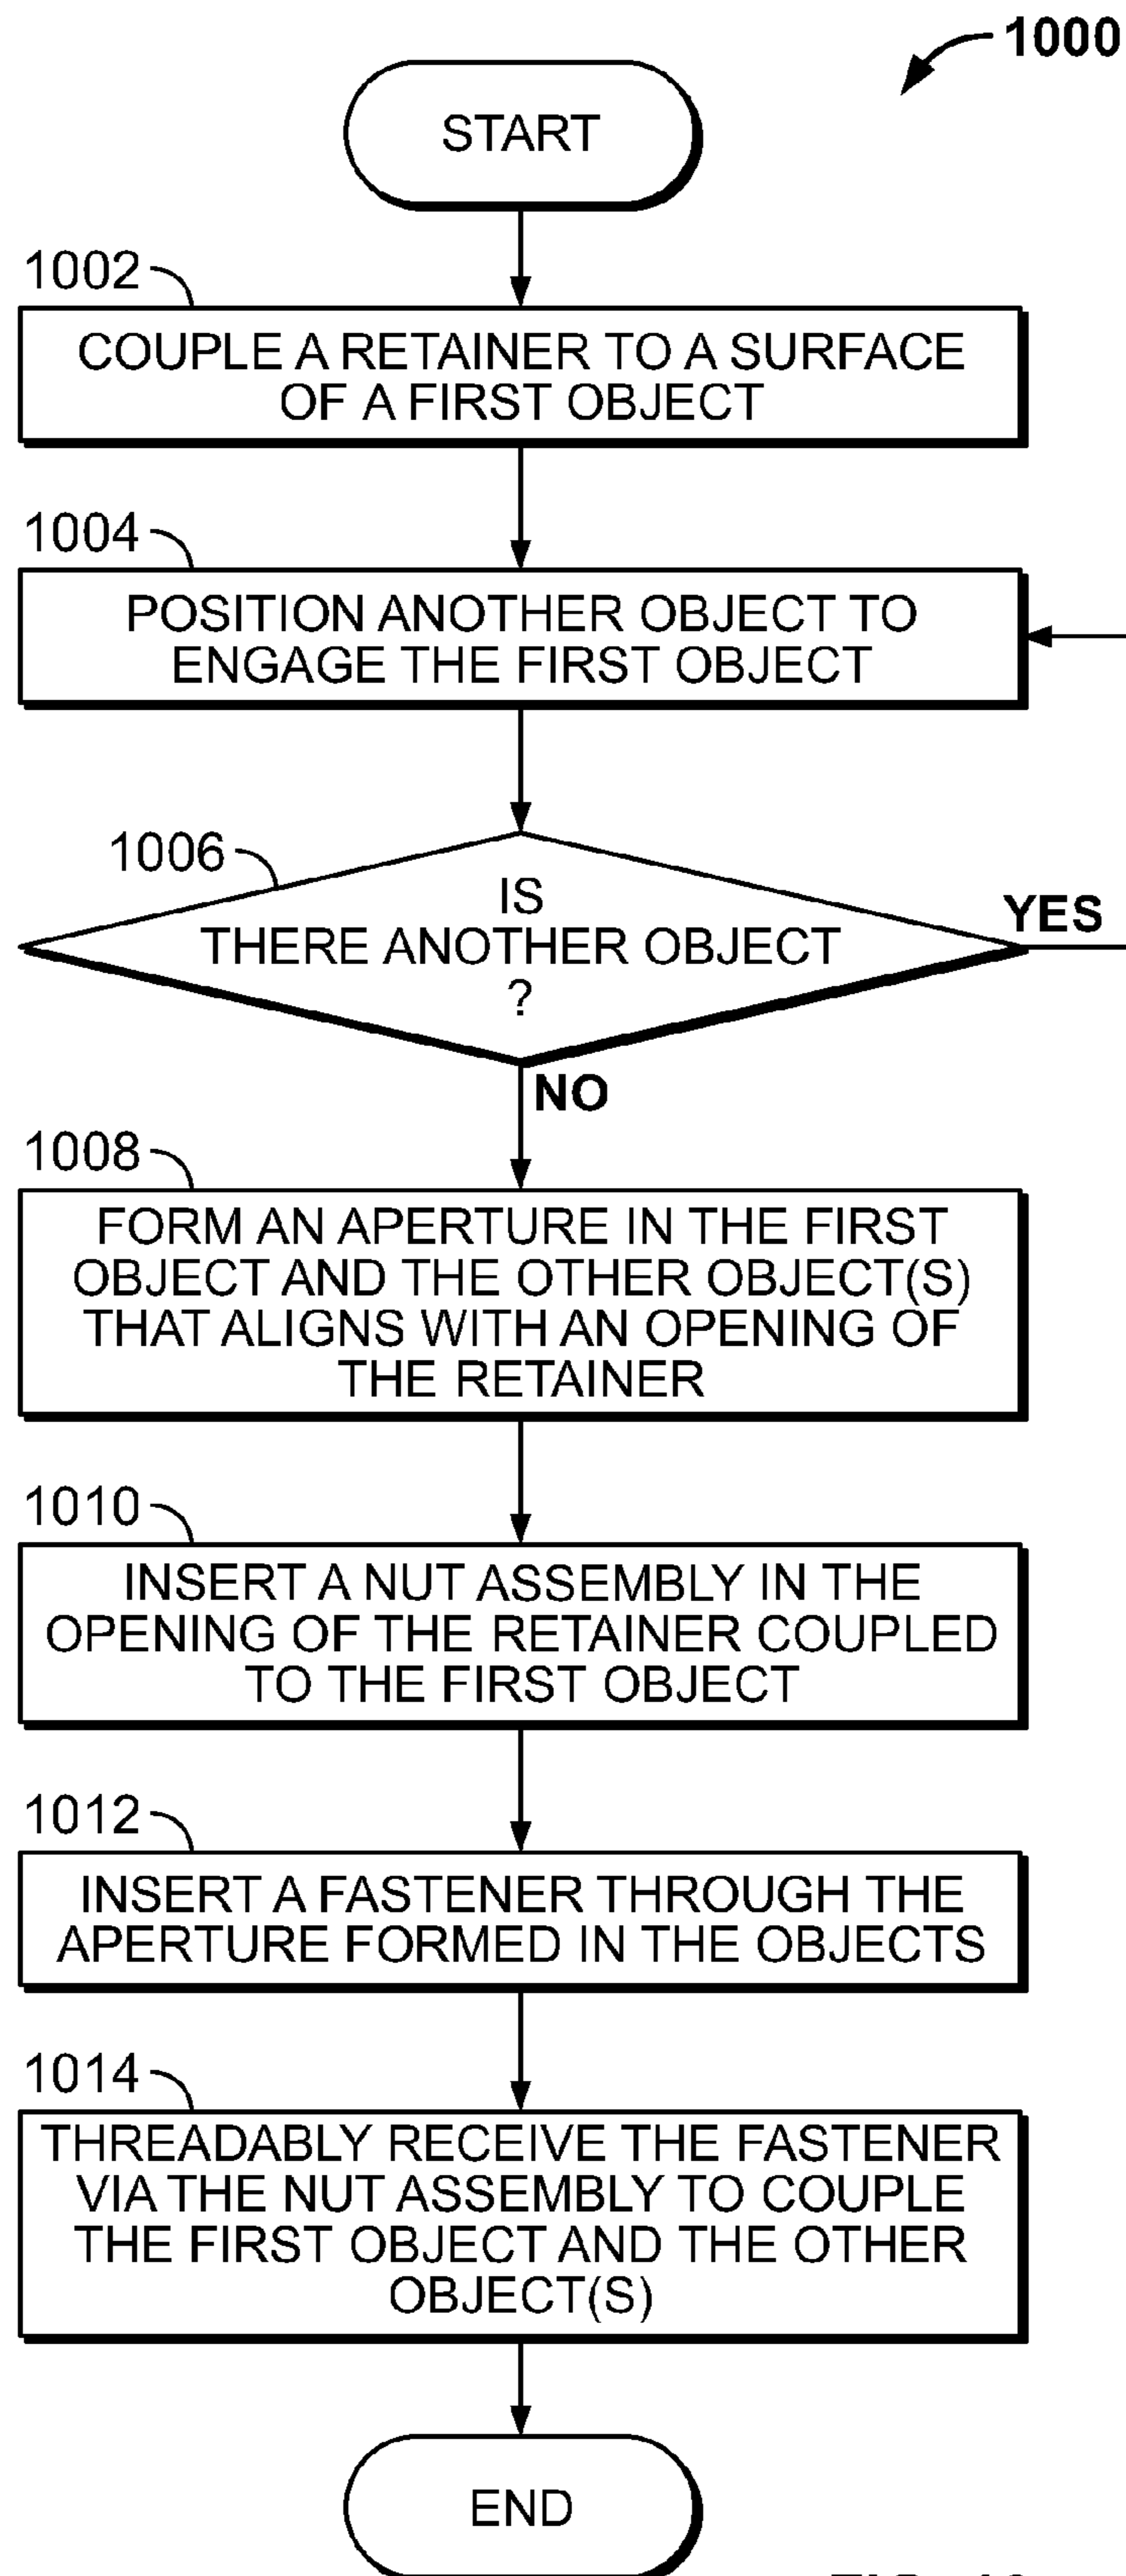 1000
START
1002
COUPLE A RETAINER TO A SURFACE
OF A FIRST OBJECT
1004
POSITION ANOTHER OBJECT TO
ENGAGE THE FIRST OBJECT
1006
IS
THERE ANOTHER OBJECT
?
YES
NO
1008
FORM AN APERTURE IN THE FIRST
OBJECT AND THE OTHER OBJECT(S)
THAT ALIGNS WITH AN OPENING OF
THE RETAINER
1010
INSERT A NUT ASSEMBLY IN THE
OPENING OF THE RETAINER COUPLED
TO THE FIRST OBJECT
1012
INSERT A FASTENER THROUGH THE
APERTURE FORMED IN THE OBJECTS
1014
THREADABLY RECEIVE THE FASTENER
VIA THE NUT ASSEMBLY TO COUPLE
THE FIRST OBJECT AND THE OTHER
OBJECT(S)
END